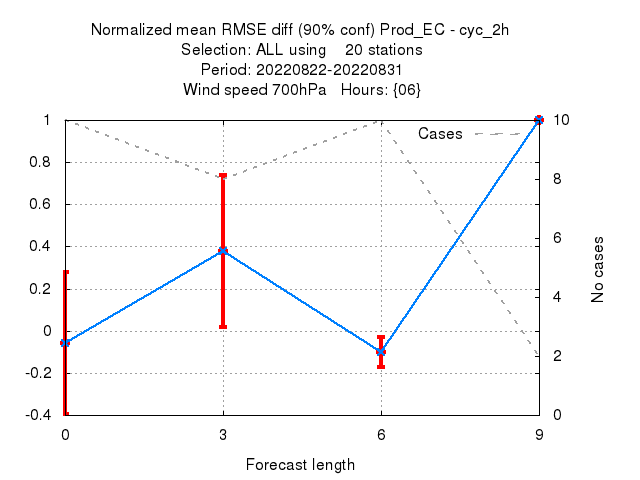 Normalized mean RMSE diff (90% conf) Prod_EC - cyc_2h
Selection: ALL using 20 stations
Period: 20220822-20220831
Wind speed 700hPa Hours: {06}
Cases
1
0.8
0.6
0.4
0.2
0
-0.2
-0.4
10
8
6
4
2
0
No cases
0 3 6 9
Forecast length